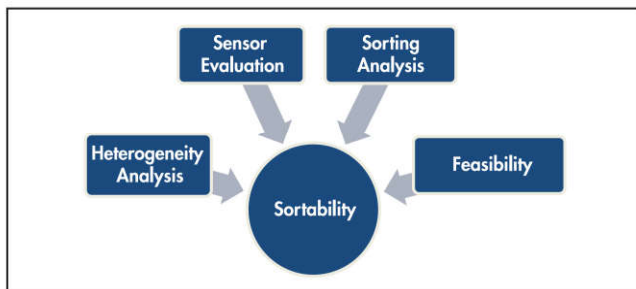 Sensor
Evaluation
Sorting
Analysis
Heterogeneity
Analysis
Feasibility
Sortability